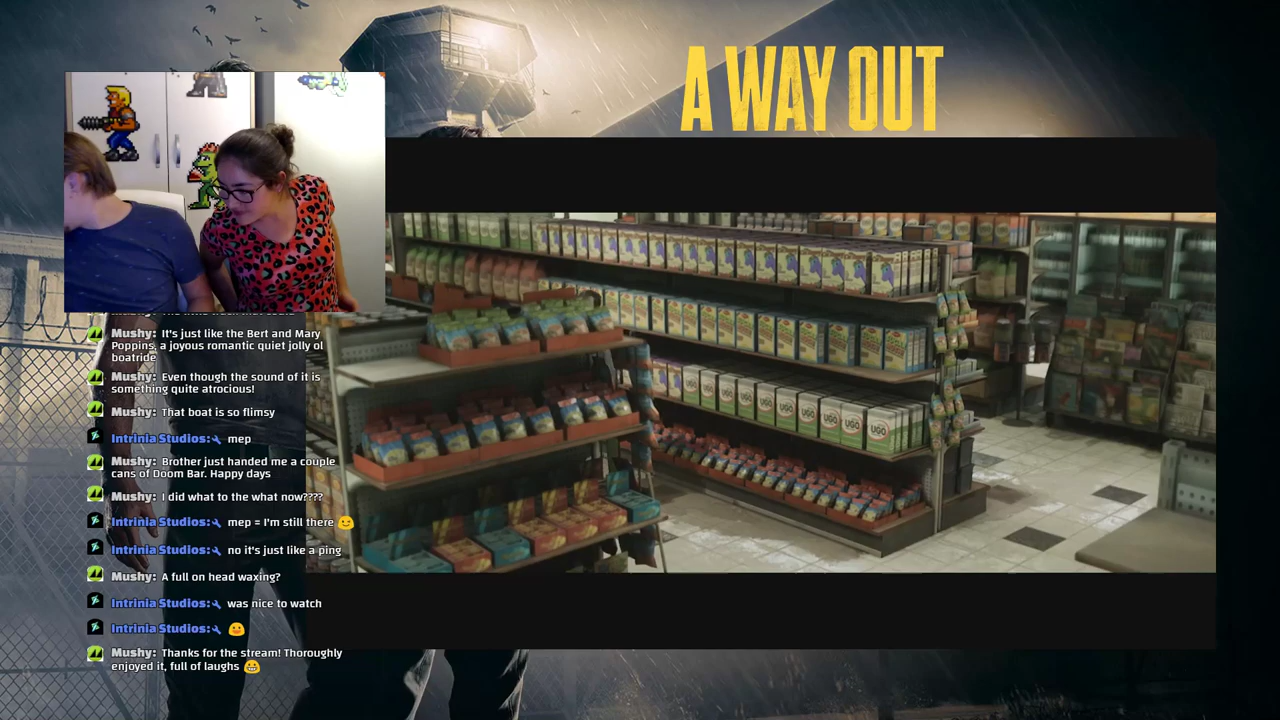 A WAY OUT
Mushy: It's just like the Bert and Mary
Poppins, a joyous romantic quiet jolly ol
boatride
Mushy: Even though the sound of it is
something quite atrocious!
Mushy: That boat is so flimsy
Intrinia Studios: mep
Mushy: Brother just handed me a couple
cans of Doom Bar. Happy days
Mushy: I did what to the what now????
Intrinia Studios: mep = I'm still there 😉
Intrinia Studios: no it's just like a ping
Mushy: A full on head waxing?
Intrinia Studios: was nice to watch
Intrinia Studios: 🙂
Mushy: Thanks for the stream! Thoroughly
enjoyed it, full of laughs 😀
UGO UGO UGO UGO